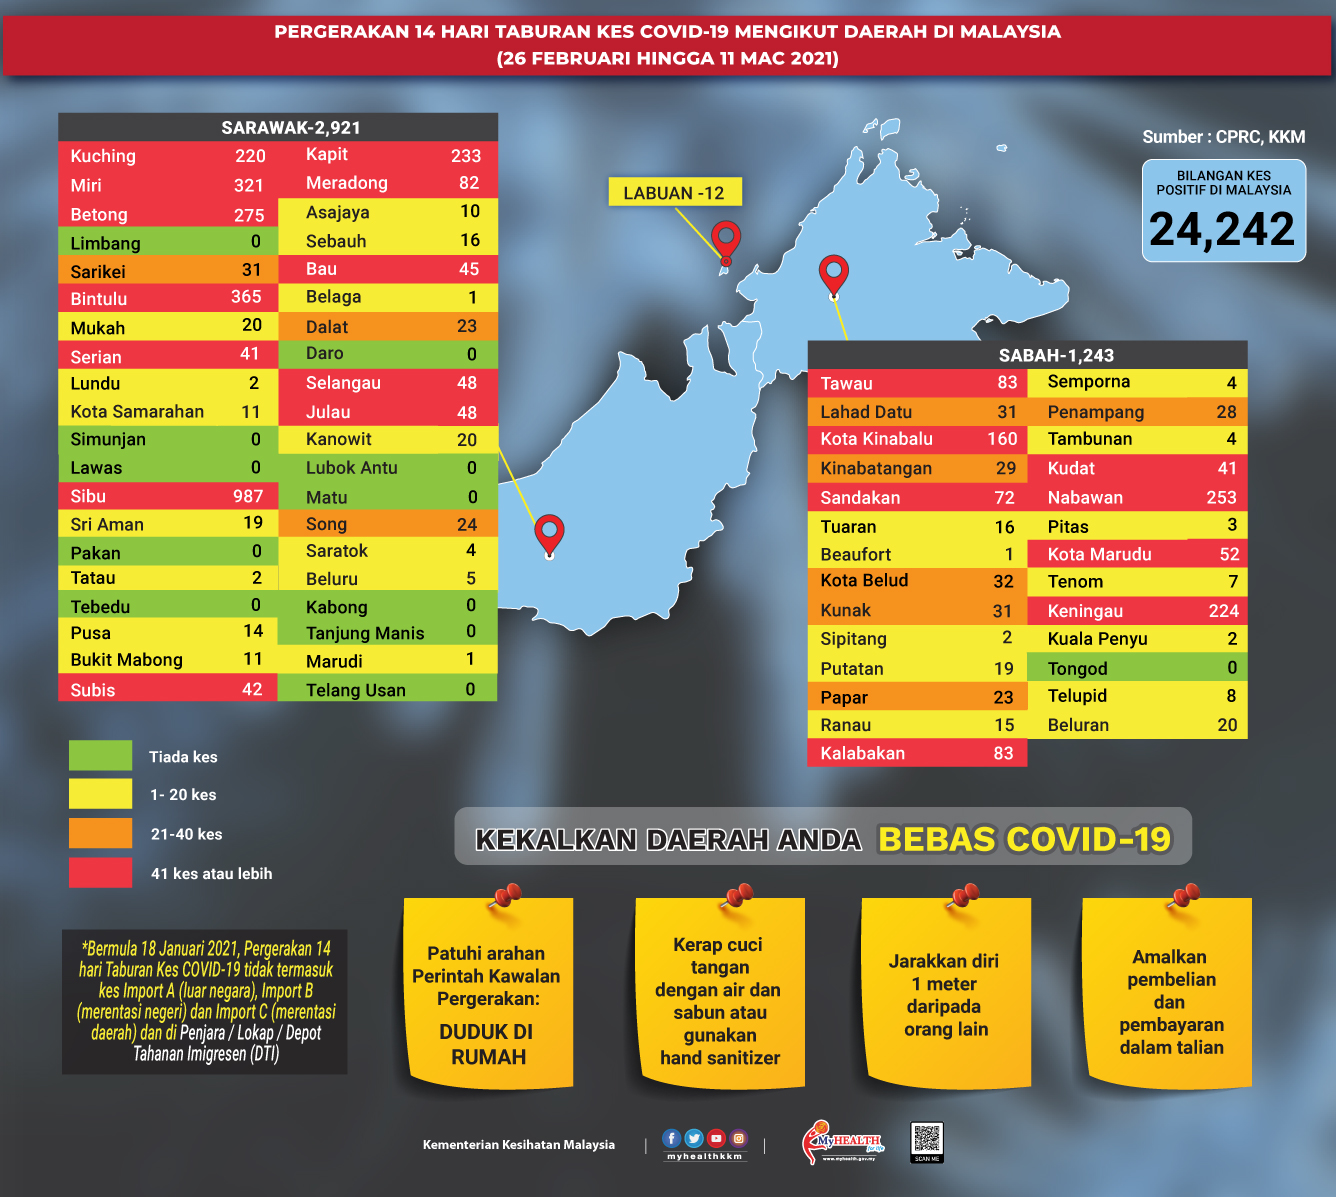 PERGERAKAN 14 HARI TABURAN KES COVID-19 MENGIKUT DAERAH DI MALAYSIA
(26 FEBRUARI HINGGA 11 MAC 2021)
Sumber : CPRC, KKM
BILANGAN KES
POSITIF DI MALAYSIA
24,242
LABUAN -12
SARAWAK-2,921
Kuching 220
Miri 321
Betong 275
Limbang 0
Sarikei 31
Bintulu 365
Mukah 20
Serian 41
Lundu 2
Kota Samarahan 11
Simunjan 0
Lawas 0
Sibu 987
Sri Aman 19
Pakan 0
Tatau 2
Tebedu 0
Pusa 14
Bukit Mabong 11
Subis 42
Kapit 233
Meradong 82
Asajaya 10
Sebauh 16
Bau 45
Belaga 1
Dalat 23
Daro 0
Selangau 48
Julau 48
Kanowit 20
Lubok Antu 0
Matu 0
Song 24
Saratok 4
Beluru 5
Kabong 0
Tanjung Manis 0
Marudi 1
Telang Usan 0
SABAH-1,243
Tawau 83
Lahad Datu 31
Kota Kinabalu 160
Kinabatangan 29
Sandakan 72
Tuaran 16
Beaufort 1
Kota Belud 32
Kunak 31
Sipitang 2
Putatan 19
Papar 23
Ranau 15
Kalabakan 83
Semporna 4
Penampang 28
Tambunan 4
Kudat 41
Nabawan 253
Pitas 3
Kota Marudu 52
Tenom 7
Keningau 224
Kuala Penyu 2
Tongod 0
Telupid 8
Beluran 20
Tiada kes
1- 20 kes
21-40 kes
41 kes atau lebih
*Bermula 18 Januari 2021, Pergerakan 14
hari Taburan Kes COVID-19 tidak termasuk
kes Import A (luar negara), Import B
(merentasi negeri) dan Import C (merentasi
daerah) dan di Penjara / Lokap / Depot
Tahanan Imigresen (DTI)
KEKALKAN DAERAH ANDA BEBAS COVID-19
Patuhi arahan
Perintah Kawalan
Pergerakan:
DUDUK DI
RUMAH
Kerap cuci
tangan
dengan air dan
sabun atau
gunakan
hand sanitizer
Jarakkan diri
1 meter
daripada
orang lain
Amalkan
pembelian
dan
pembayaran
dalam talian
Kementerian Kesihatan Malaysia
myhealthkkm
MyHEALTH
for life
www.myhealth.gov.my
SCAN ME